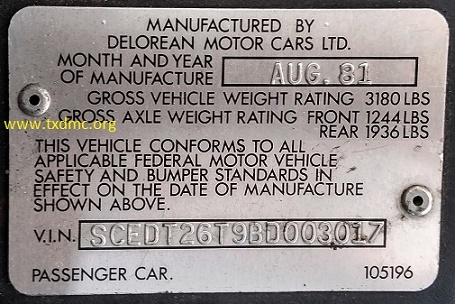 MANUFACTURED BY
DELOREAN MOTOR CARS LTD.
MONTH AND YEAR
OF MANUFACTURE AUG. 81
GROSS VEHICLE WEIGHT RATING 3180 LBS
GROSS AXLE WEIGHT RATING FRONT 1244 LBS
REAR 1936 LBS
www.txdmc.org
THIS VEHICLE CONFORMS TO ALL
APPLICABLE FEDERAL MOTOR VEHICLE
SAFETY AND BUMPER STANDARDS IN
EFFECT ON THE DATE OF MANUFACTURE
SHOWN ABOVE.
V.I.N. SCEDT26T9BD003017
PASSENGER CAR. 105196